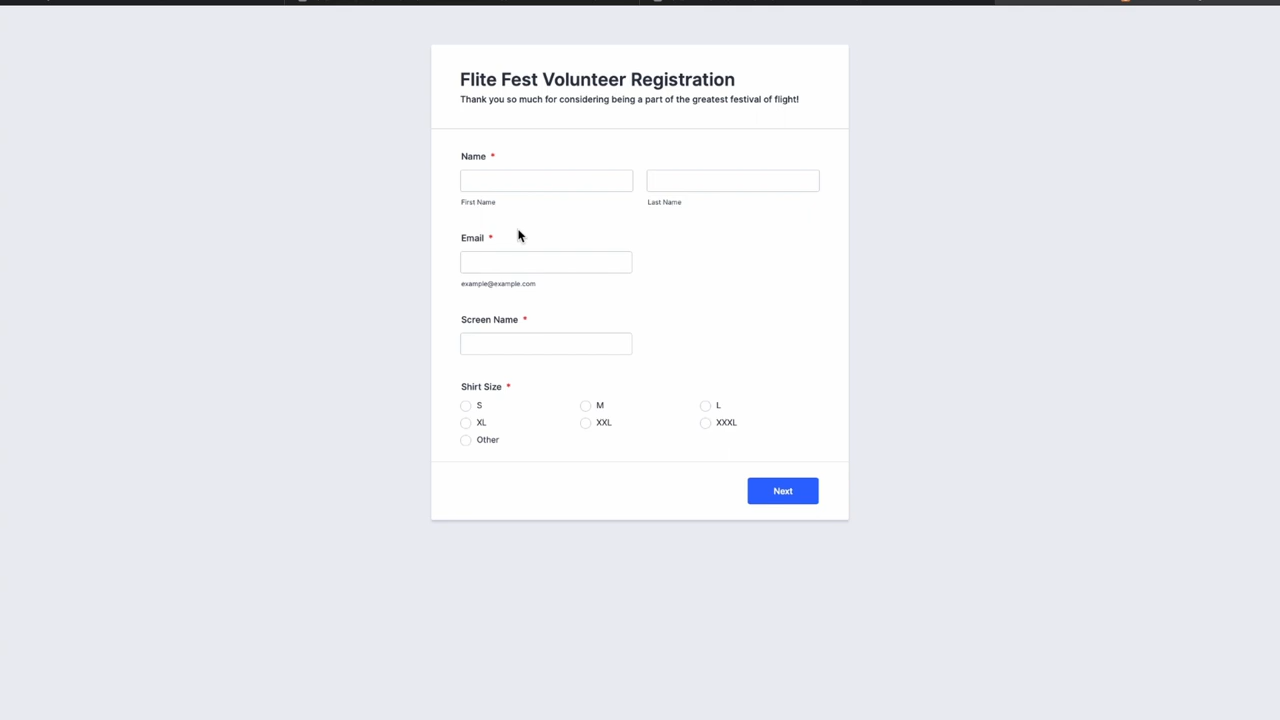 Flite Fest Volunteer Registration
Thank you so much for considering being a part of the greatest festival of flight!
Name *
First Name
Last Name
Email *
example@example.com
Screen Name *
Shirt Size *
S
M
L
XL
XXL
XXXL
Other
Next